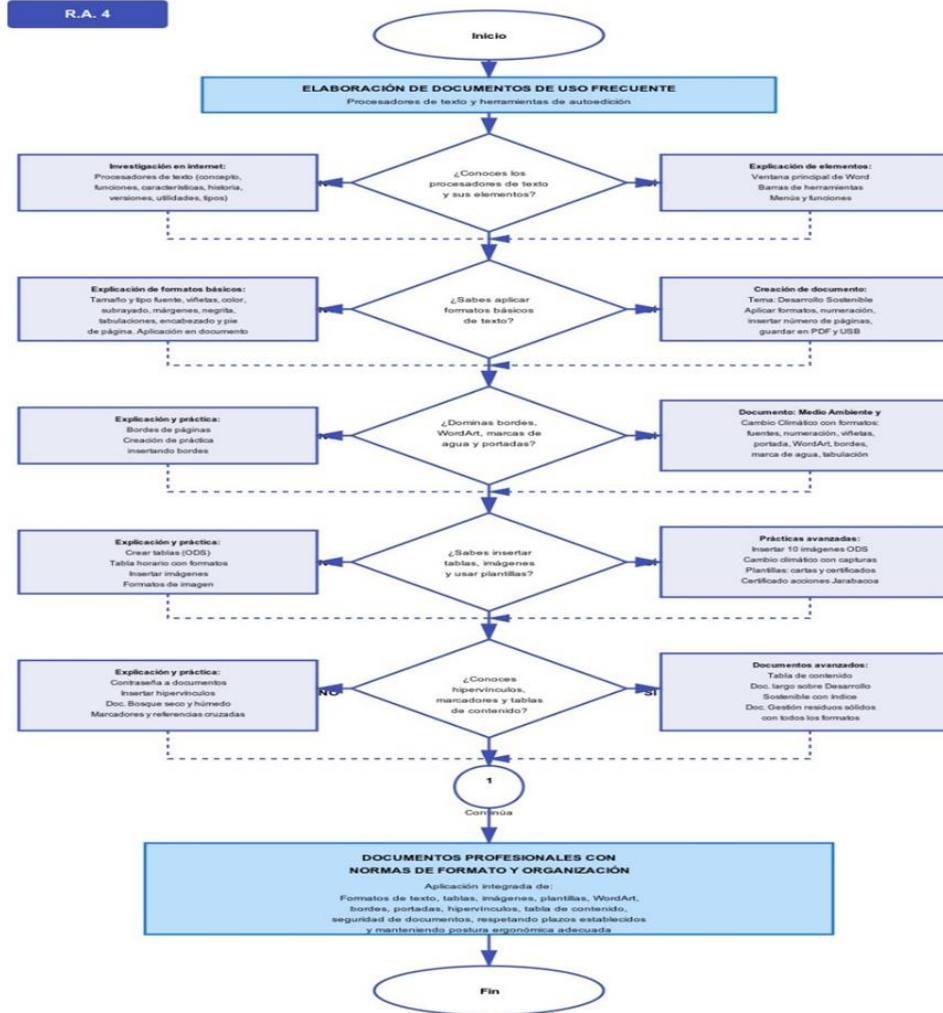 R.A. 4
Inicio
ELABORACIÓN DE DOCUMENTOS DE USO FRECUENTE
Procesadores de texto y herramientas de autoedición
Investigación en internet:
Procesadores de texto (concepto,
funciones, características, historia,
versiones, utilidades, tipos)
¿Conoces los
procesadores de texto
y sus elementos?
Explicación de elementos:
Ventana principal de Word
Barras de herramientas
Menús y funciones
Explicación de formatos básicos:
Tamaño y tipo fuente, viñetas, color,
subrayado, márgenes, negrita,
tabulaciones, encabezado y pie
de página. Aplicación en documento
¿Sabes aplicar
formatos básicos
de texto?
Creación de documento:
Tema: Desarrollo Sostenible
Aplicar formatos, numeración,
insertar número de páginas,
guardar en PDF y USB
Explicación y práctica:
Bordes de páginas
Creación de práctica
insertando bordes
¿Dominas bordes,
WordArt, marcas de
agua y portadas?
Documento: Medio Ambiente y
Cambio Climático con formatos:
fuentes, numeración, viñetas,
portada, WordArt, bordes,
marca de agua, tabulación
Explicación y práctica:
Crear tablas (ODS)
Tabla horario con formatos
Insertar imágenes
Formatos de imagen
¿Sabes insertar
tablas, imágenes
y usar plantillas?
Prácticas avanzadas:
Insertar 10 imágenes ODS
Cambio climático con capturas
Plantillas: cartas y certificados
Certificado acciones Jarabacoa
Explicación y práctica:
Contraseña a documentos
Insertar hipervínculos
Doc. Bosque seco y húmedo
Marcadores y referencias cruzadas
NO
¿Conoces
hipervínculos,
marcadores y tablas
de contenido?
SÍ
Documentos avanzados:
Tabla de contenido
Doc. largo sobre Desarrollo
Sostenible con índice
Doc. Gestión residuos sólidos
con todos los formatos
1
Continúa
DOCUMENTOS PROFESIONALES CON
NORMAS DE FORMATO Y ORGANIZACIÓN
Aplicación integrada de:
Formatos de texto, tablas, imágenes, plantillas, WordArt,
bordes, portadas, hipervínculos, tabla de contenido,
seguridad de documentos, respetando plazos establecidos
y manteniendo postura ergonómica adecuada
Fin